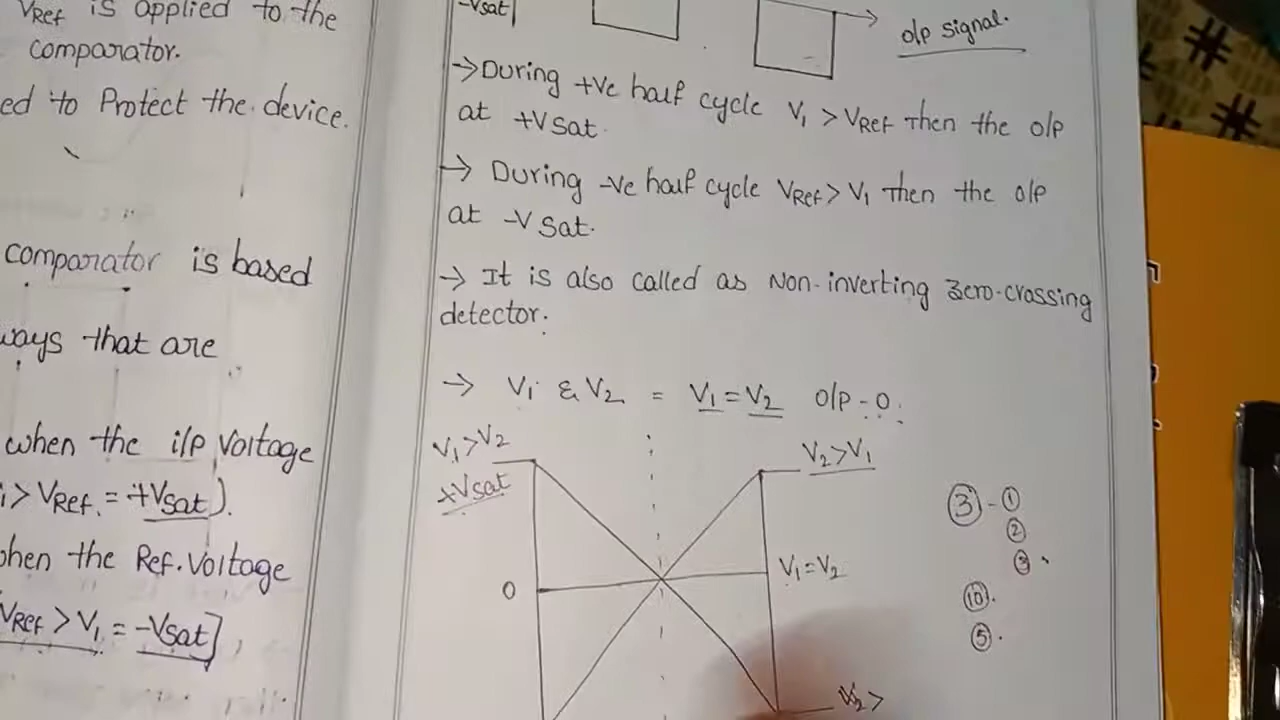 VRef is applied to the
comparator.
ed to Protect the device.
comparator is based
ways that are
when the i/p Voltage
> VRef = +Vsat).
when the Ref. Voltage
VRef > V1 = -Vsat]
-Vsat
o/p signal.
→ During +ve half cycle V1 > VRef then the o/p
at +Vsat.
→ During -ve half cycle VRef > V1 then the o/p
at -Vsat.
→ It is also called as Non-inverting Zero-crossing
detector.
→ V1 & V2 = V1 = V2 o/p - 0.
V1 > V2
+Vsat
V2 > V1
0
V1 = V2
V2 >
③ - ①
②
③
⑩.
⑤.